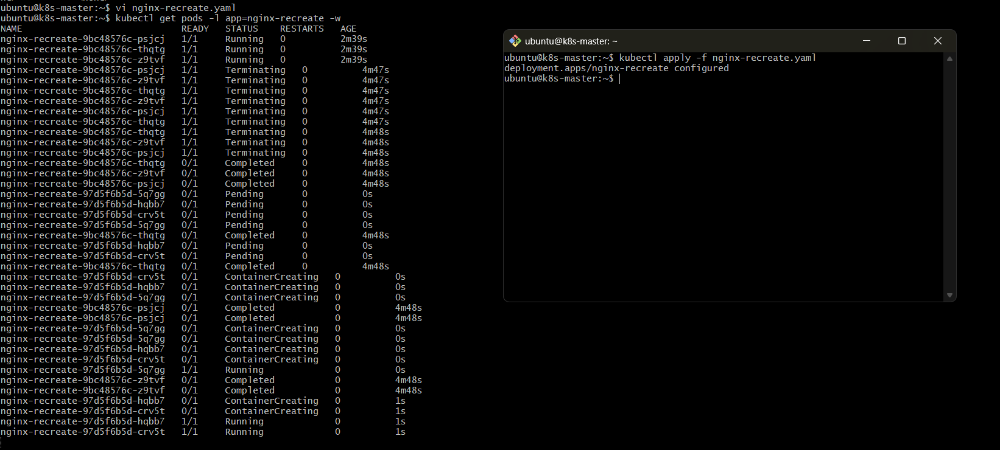 ubuntu@k8s-master:~$ vi nginx-recreate.yaml
ubuntu@k8s-master:~$ kubectl get pods -l app=nginx-recreate -w
NAME READY STATUS RESTARTS AGE
nginx-recreate-9bc48576c-psjcj 1/1 Running 0 2m39s
nginx-recreate-9bc48576c-thqtg 1/1 Running 0 2m39s
nginx-recreate-9bc48576c-z9tvf 1/1 Running 0 2m39s
nginx-recreate-9bc48576c-psjcj 1/1 Terminating 0 4m47s
nginx-recreate-9bc48576c-z9tvf 1/1 Terminating 0 4m47s
nginx-recreate-9bc48576c-thqtg 1/1 Terminating 0 4m47s
nginx-recreate-9bc48576c-z9tvf 1/1 Terminating 0 4m47s
nginx-recreate-9bc48576c-psjcj 1/1 Terminating 0 4m47s
nginx-recreate-9bc48576c-thqtg 1/1 Terminating 0 4m47s
nginx-recreate-9bc48576c-thqtg 1/1 Terminating 0 4m48s
nginx-recreate-9bc48576c-z9tvf 1/1 Terminating 0 4m48s
nginx-recreate-9bc48576c-psjcj 1/1 Terminating 0 4m48s
nginx-recreate-9bc48576c-thqtg 0/1 Completed 0 4m48s
nginx-recreate-9bc48576c-z9tvf 0/1 Completed 0 4m48s
nginx-recreate-9bc48576c-psjcj 0/1 Completed 0 4m48s
nginx-recreate-97d5f6b5d-5q7gg 0/1 Pending 0 0s
nginx-recreate-97d5f6b5d-hqbb7 0/1 Pending 0 0s
nginx-recreate-97d5f6b5d-crv5t 0/1 Pending 0 0s
nginx-recreate-97d5f6b5d-5q7gg 0/1 Pending 0 0s
nginx-recreate-9bc48576c-thqtg 0/1 Completed 0 4m48s
nginx-recreate-97d5f6b5d-hqbb7 0/1 Pending 0 0s
nginx-recreate-97d5f6b5d-crv5t 0/1 Pending 0 0s
nginx-recreate-9bc48576c-thqtg 0/1 Completed 0 4m48s
nginx-recreate-97d5f6b5d-crv5t 0/1 ContainerCreating 0 0s
nginx-recreate-97d5f6b5d-hqbb7 0/1 ContainerCreating 0 0s
nginx-recreate-97d5f6b5d-5q7gg 0/1 ContainerCreating 0 0s
nginx-recreate-9bc48576c-psjcj 0/1 Completed 0 4m48s
nginx-recreate-9bc48576c-psjcj 0/1 Completed 0 4m48s
nginx-recreate-97d5f6b5d-5q7gg 0/1 ContainerCreating 0 0s
nginx-recreate-97d5f6b5d-5q7gg 0/1 ContainerCreating 0 0s
nginx-recreate-97d5f6b5d-hqbb7 0/1 ContainerCreating 0 0s
nginx-recreate-97d5f6b5d-crv5t 0/1 ContainerCreating 0 0s
nginx-recreate-97d5f6b5d-5q7gg 1/1 Running 0 0s
nginx-recreate-9bc48576c-z9tvf 0/1 Completed 0 4m48s
nginx-recreate-9bc48576c-z9tvf 0/1 Completed 0 4m48s
nginx-recreate-97d5f6b5d-hqbb7 0/1 ContainerCreating 0 1s
nginx-recreate-97d5f6b5d-crv5t 0/1 ContainerCreating 0 1s
nginx-recreate-97d5f6b5d-hqbb7 1/1 Running 0 1s
nginx-recreate-97d5f6b5d-crv5t 1/1 Running 0 1s
ubuntu@k8s-master: ~
ubuntu@k8s-master:~$ kubectl apply -f nginx-recreate.yaml
deployment.apps/nginx-recreate configured
ubuntu@k8s-master:~$